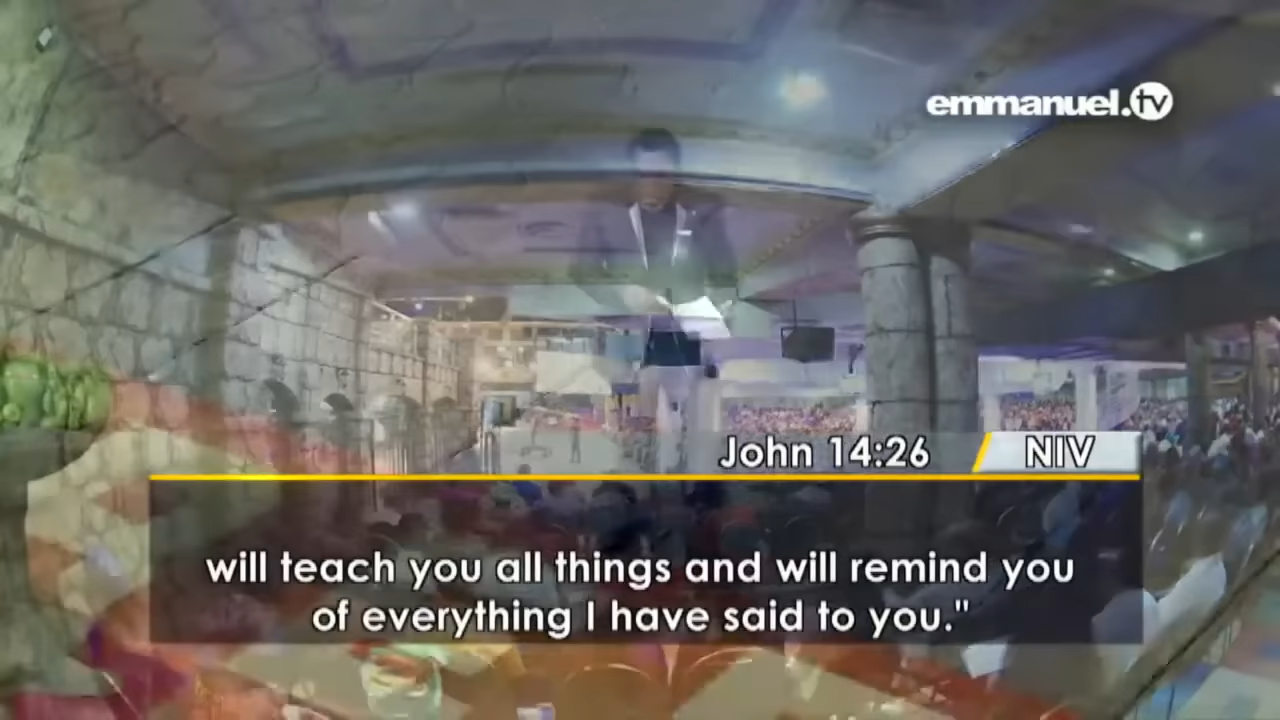 emmanuel.tv
John 14:26 NIV
will teach you all things and will remind you
of everything I have said to you."